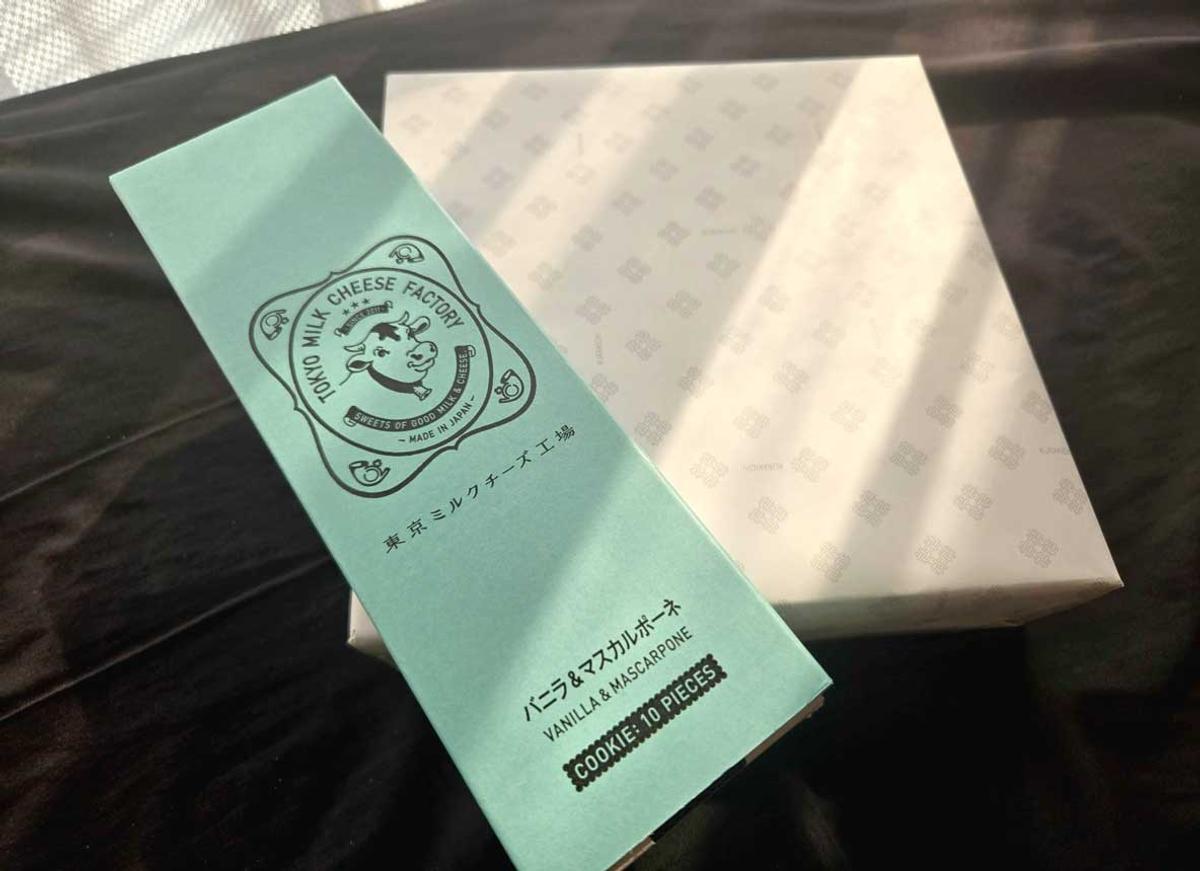 TOKYO MILK CHEESE FACTORY
SINCE 2011
SWEETS OF GOOD MILK & CHEESE
~ MADE IN JAPAN ~
東京ミルクチーズ工場
バニラ&マスカルポーネ
VANILLA & MASCARPONE
COOKIE: 10 PIECES